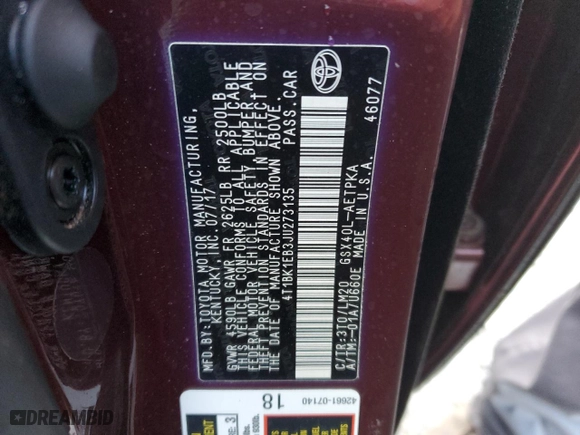 MFD. BY: TOYOTA MOTOR MANUFACTURING,
KENTUCKY, INC. 07/17
GVWR 4590LB GAWR FR 2625LB RR 2500LB
THIS VEHICLE CONFORMS TO ALL APPLICABLE
FEDERAL MOTOR VEHICLE SAFETY, BUMPER, AND
THEFT PREVENTION STANDARDS IN EFFECT ON
THE DATE OF MANUFACTURE SHOWN ABOVE.
4T1BK1EB3JU273135 PASS.CAR
C/TR: 3T0/LM20 GSX40L-AETPKA
A/TM:-01A/U660E MADE IN U.S.A.
46077
42661-07140
18
DREAMBID